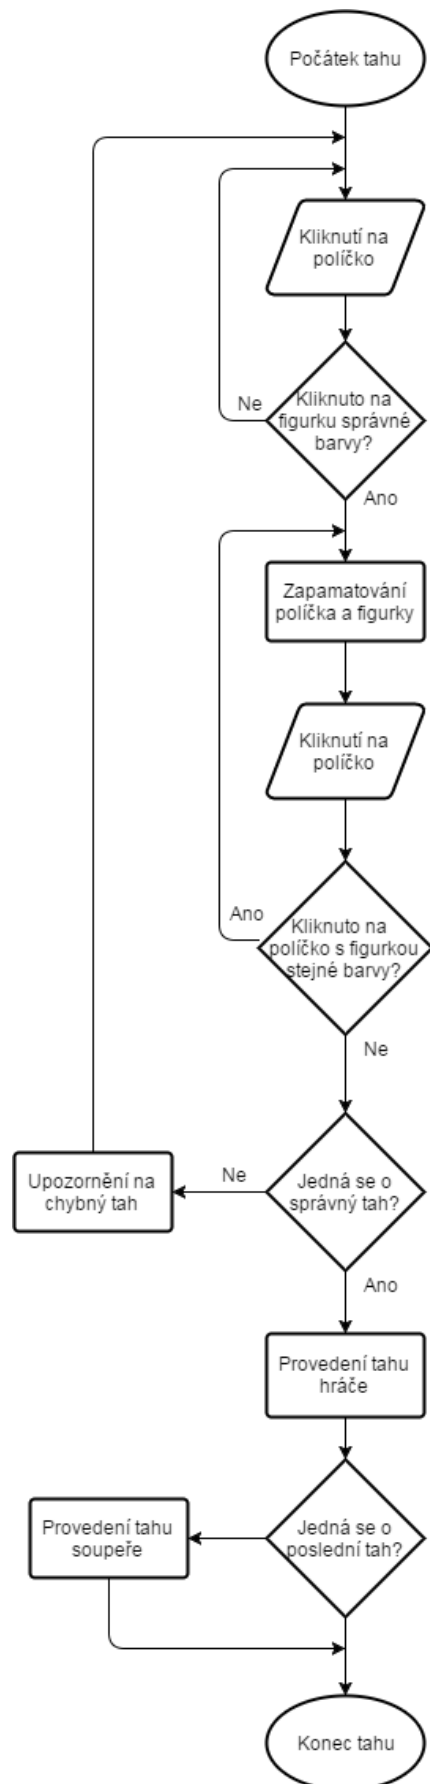 Počátek tahu
Kliknutí na
políčko
Ne
Kliknuto na
figurku správné
barvy?
Ano
Zapamatování
políčka a figurky
Kliknutí na
políčko
Ano
Kliknuto na
políčko s figurkou
stejné barvy?
Ne
Upozornění na
chybný tah
Ne
Jedná se o
správný tah?
Ano
Provedení tahu
hráče
Provedení tahu
soupeře
Jedná se o
poslední tah?
Konec tahu